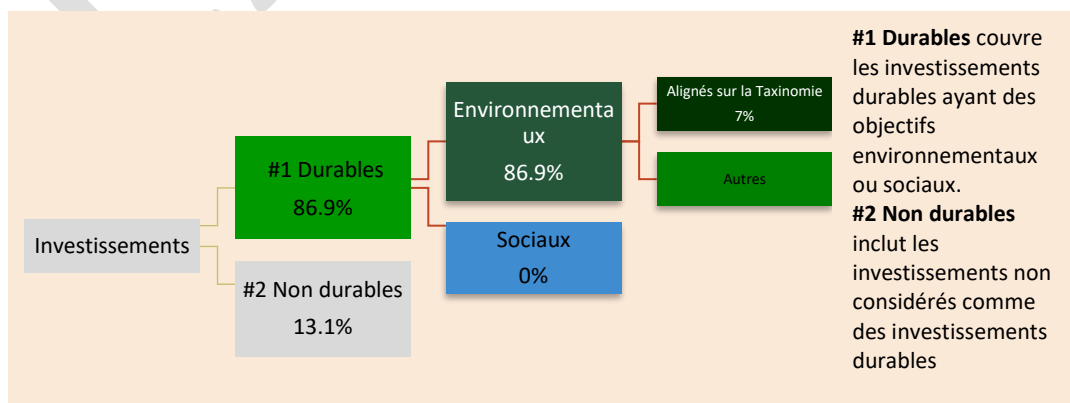 Investissements
#1 Durables
86.9%
#2 Non durables
13.1%
Environnementa
ux
86.9%
Sociaux
0%
Alignés sur la Taxinomie
7%
Autres
#1 Durables couvre
les investissements
durables ayant des
objectifs
environnementaux
ou sociaux.
#2 Non durables
inclut les
investissements non
considérés comme
des investissements
durables